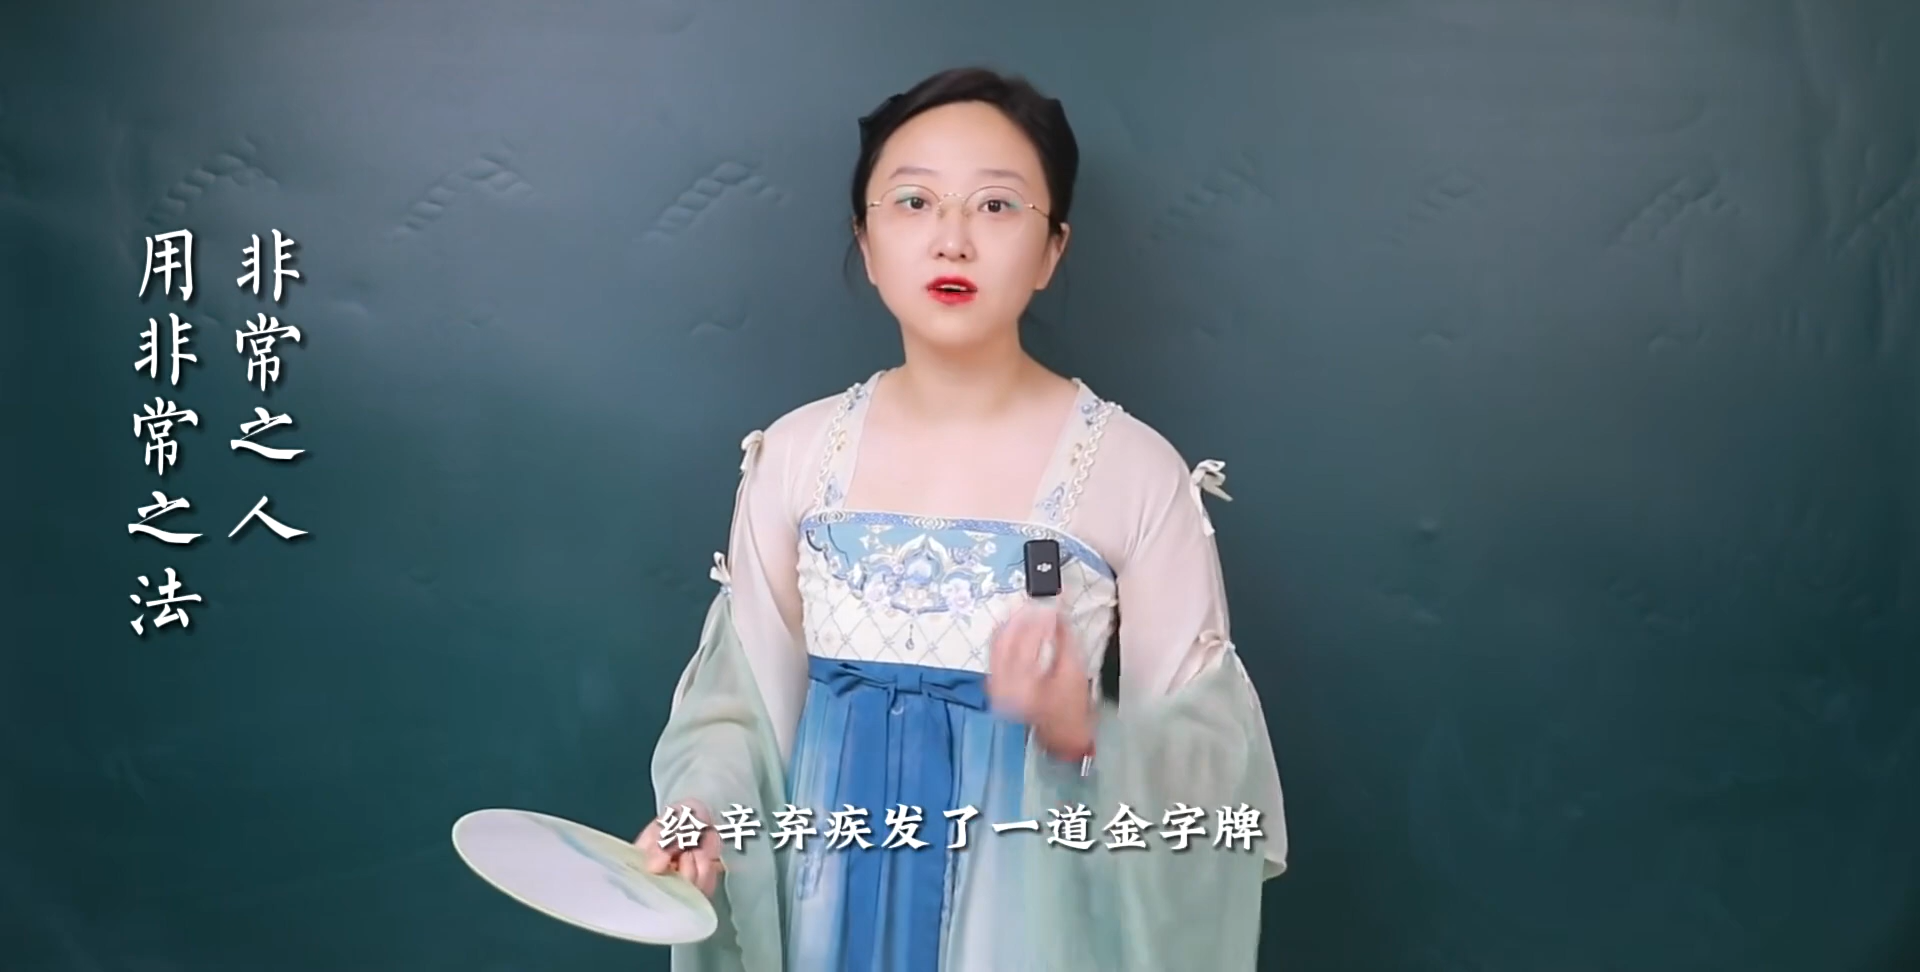 非常之人
用非常之法
给辛弃疾发了一道金字牌